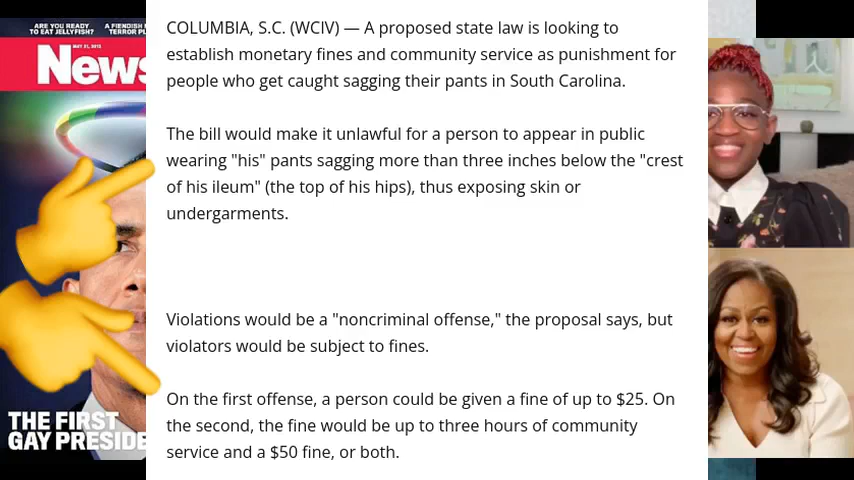 ARE YOU READY
TO EAT JELLYFISH?
A FIENDISH
TERROR PL
MAY 21, 2012
News
COLUMBIA, S.C. (WCIV) — A proposed state law is looking to
establish monetary fines and community service as punishment for
people who get caught sagging their pants in South Carolina.
The bill would make it unlawful for a person to appear in public
wearing "his" pants sagging more than three inches below the "crest
of his ileum" (the top of his hips), thus exposing skin or
undergarments.
Violations would be a "noncriminal offense," the proposal says, but
violators would be subject to fines.
On the first offense, a person could be given a fine of up to $25. On
the second, the fine would be up to three hours of community
service and a $50 fine, or both.
THE FIRST
GAY PRESIDE